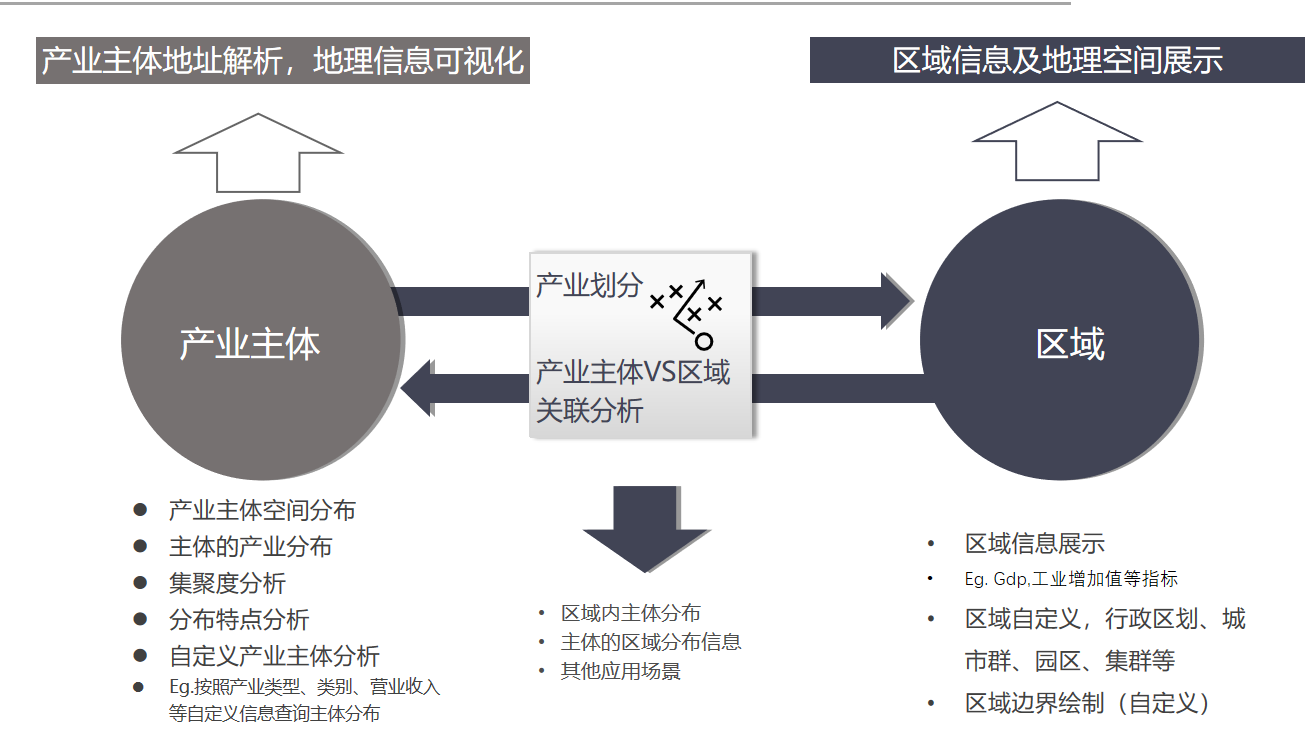 产业主体地址解析，地理信息可视化
区域信息及地理空间展示
产业主体
产业划分
产业主体VS区域
关联分析
区域
产业主体空间分布
主体的产业分布
集聚度分析
分布特点分析
自定义产业主体分析
Eg.按照产业类型、类别、营业收入
等自定义信息查询主体分布
区域内主体分布
主体的区域分布信息
其他应用场景
区域信息展示
Eg. Gdp,工业增加值等指标
区域自定义，行政区划、城
市群、园区、集群等
区域边界绘制（自定义）